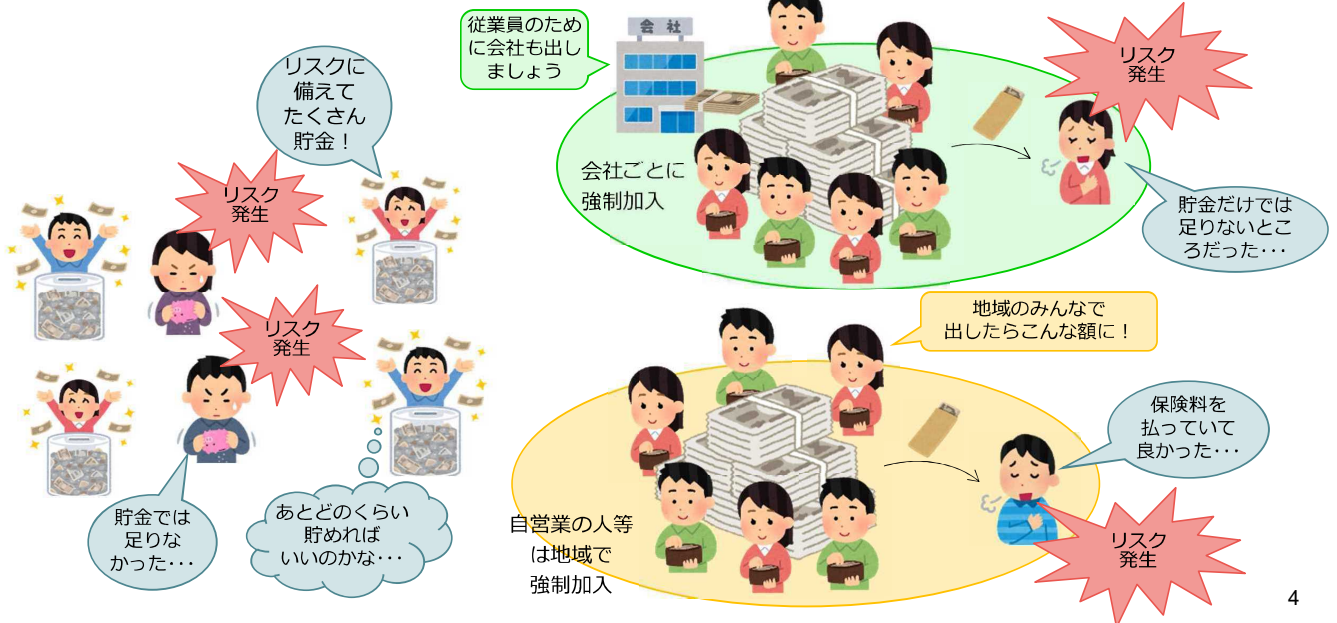 リスクに
備えて
たくさん
貯金！
リスク
発生
リスク
発生
貯金では
足りな
かった･･･
あとどのくらい
貯めれば
いいのかな･･･
従業員のため
に会社も出し
ましょう
会社
会社ごとに
強制加入
リスク
発生
貯金だけでは
足りないとこ
ろだった･･･
地域のみんなで
出したらこんな額に！
自営業の人等
は地域で
強制加入
保険料を
払っていて
良かった･･･
リスク
発生
4